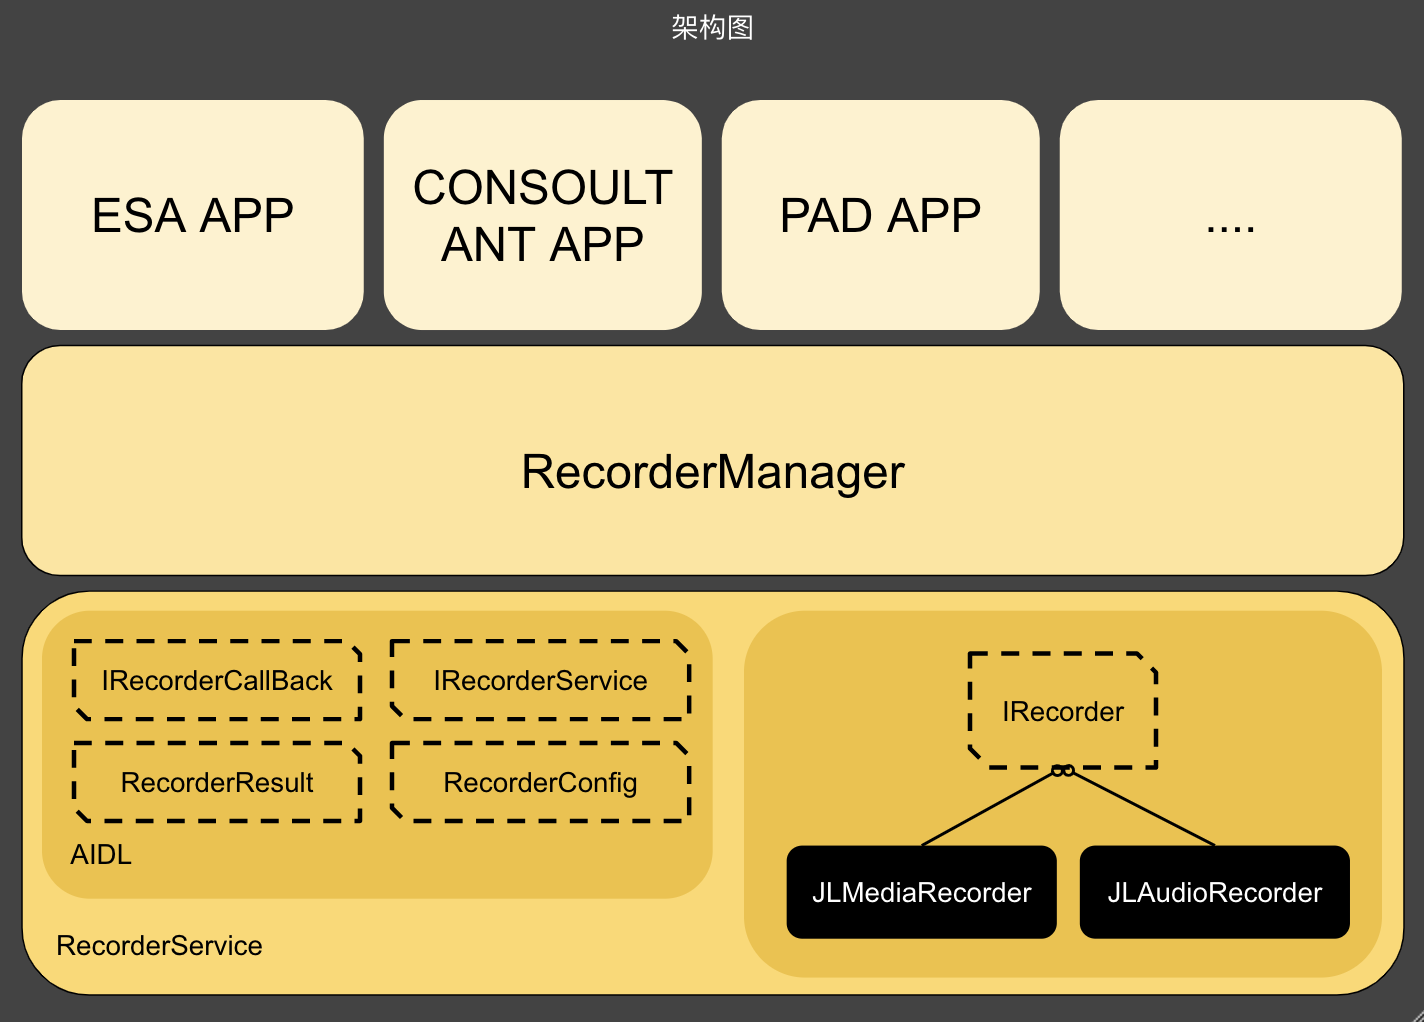 架构图
ESA APP
CONSOULT
ANT APP
PAD APP
....
RecorderManager
IRecorderCallBack
IRecorderService
RecorderResult
RecorderConfig
AIDL
RecorderService
IRecorder
JLMediaRecorder
JLAudioRecorder